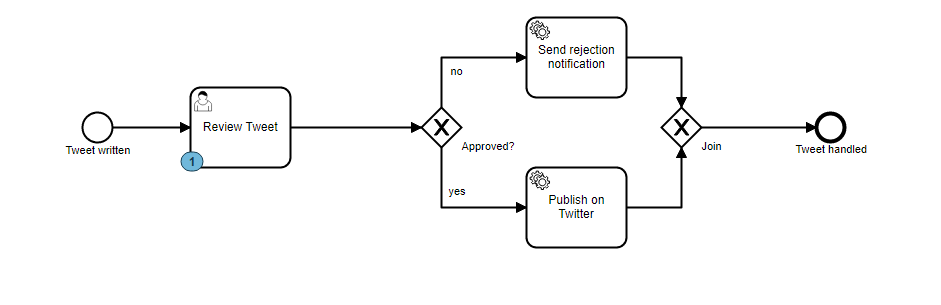 Tweet written
Review Tweet
1
Approved?
no
Send rejection
notification
yes
Publish on
Twitter
Join
Tweet handled